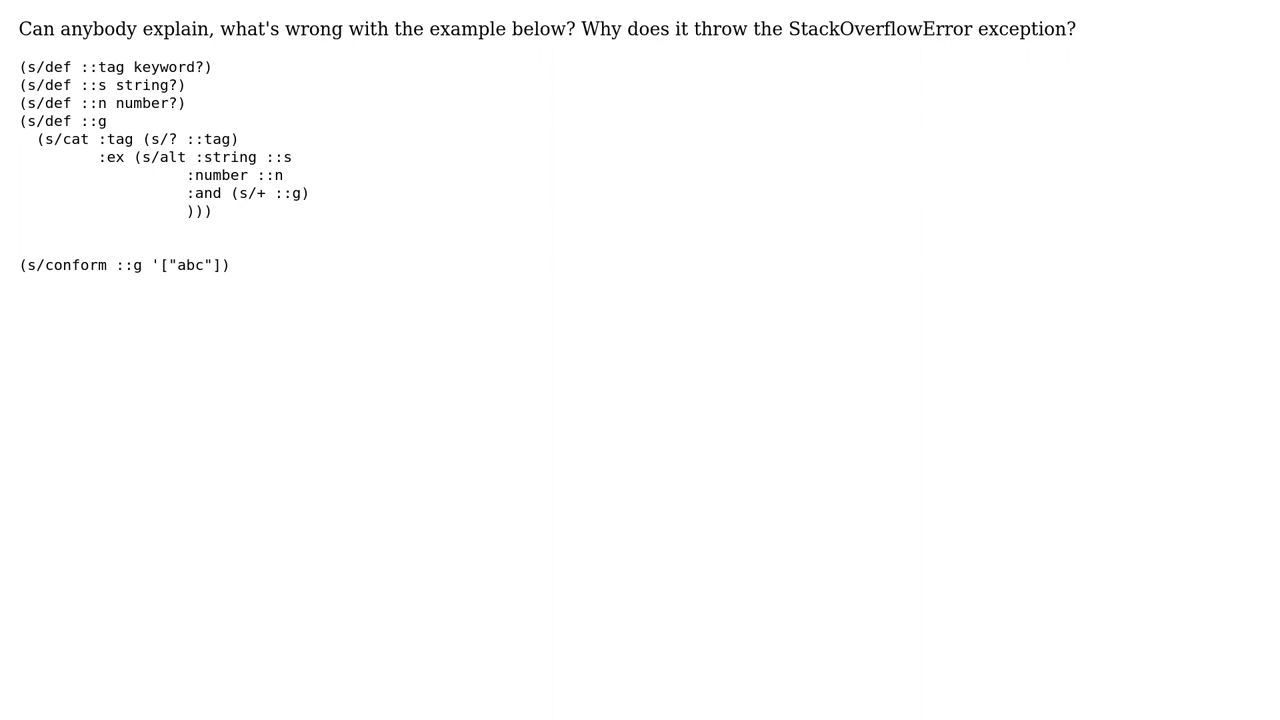 Can anybody explain, what's wrong with the example below? Why does it throw the StackOverflowError exception?
(s/def ::tag keyword?)
(s/def ::s string?)
(s/def ::n number?)
(s/def ::g
  (s/cat :tag (s/? ::tag)
         :ex (s/alt :string ::s
                   :number ::n
                   :and (s/+ ::g)
                   )))
(s/conform ::g '["abc"])